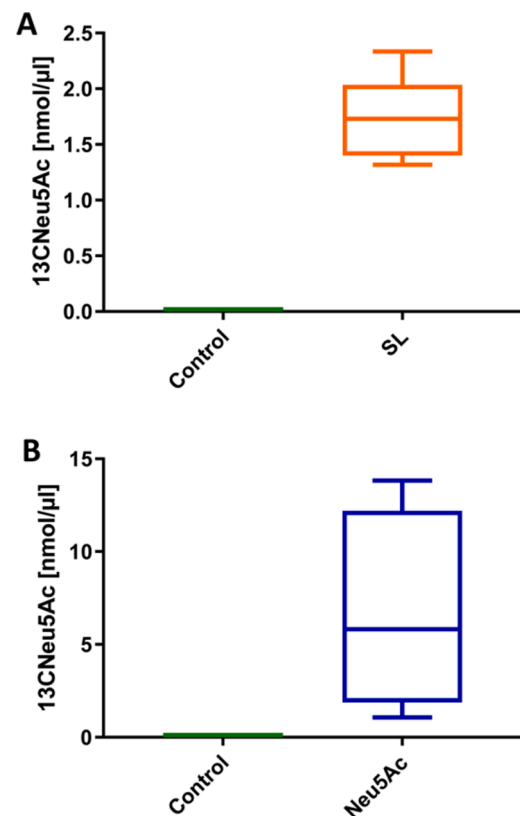 A
13CNeu5Ac [nmol/µl]
2.5
2.0
1.5
1.0
0.5
0.0
Control
SL
B
13CNeu5Ac [nmol/µl]
15
10
5
0
Control
Neu5Ac